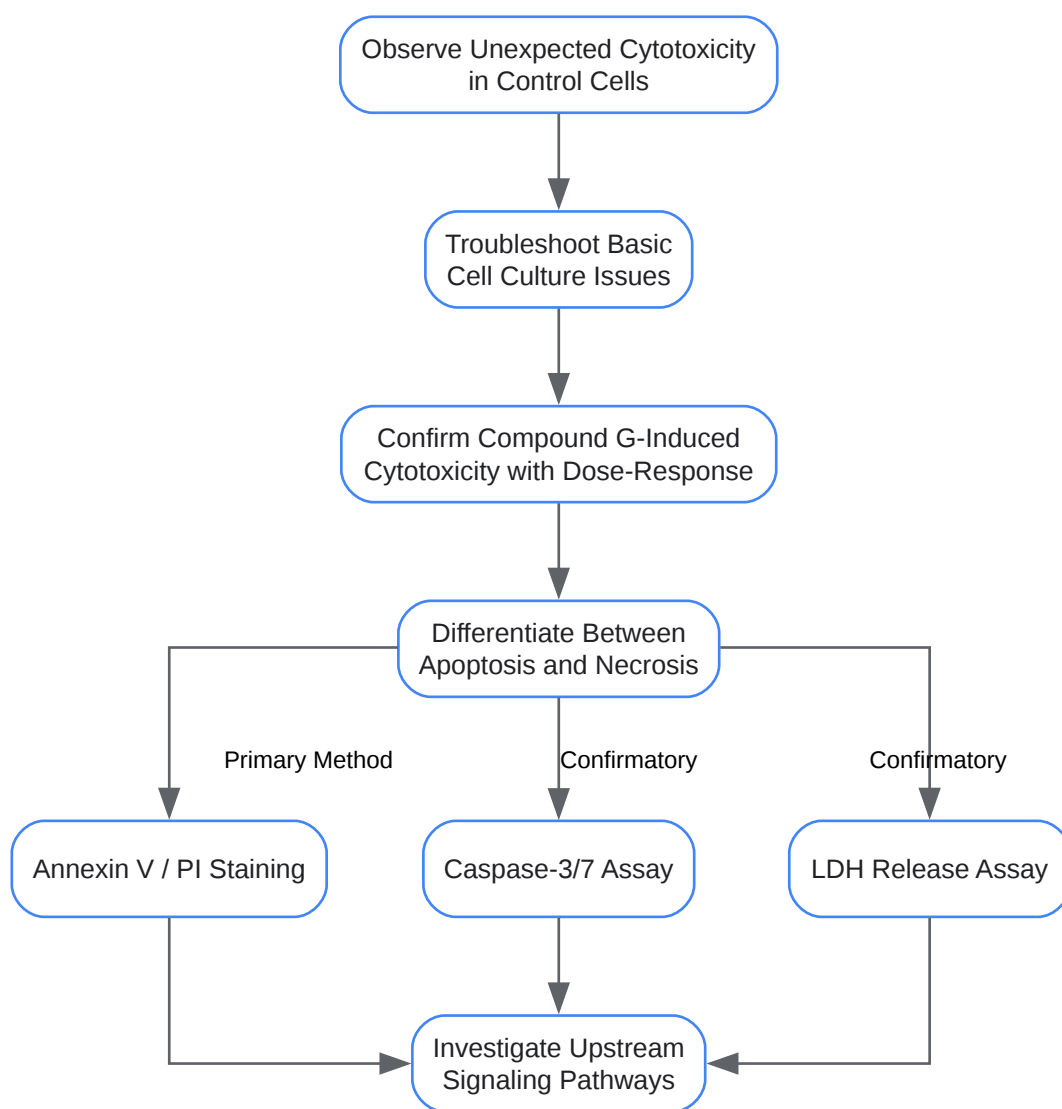 Observe Unexpected Cytotoxicity
in Control Cells
Troubleshoot Basic
Cell Culture Issues
Confirm Compound G-Induced
Cytotoxicity with Dose-Response
Differentiate Between
Apoptosis and Necrosis
Primary Method
Confirmatory
Confirmatory
Annexin V / PI Staining
Caspase-3/7 Assay
LDH Release Assay
Investigate Upstream
Signaling Pathways